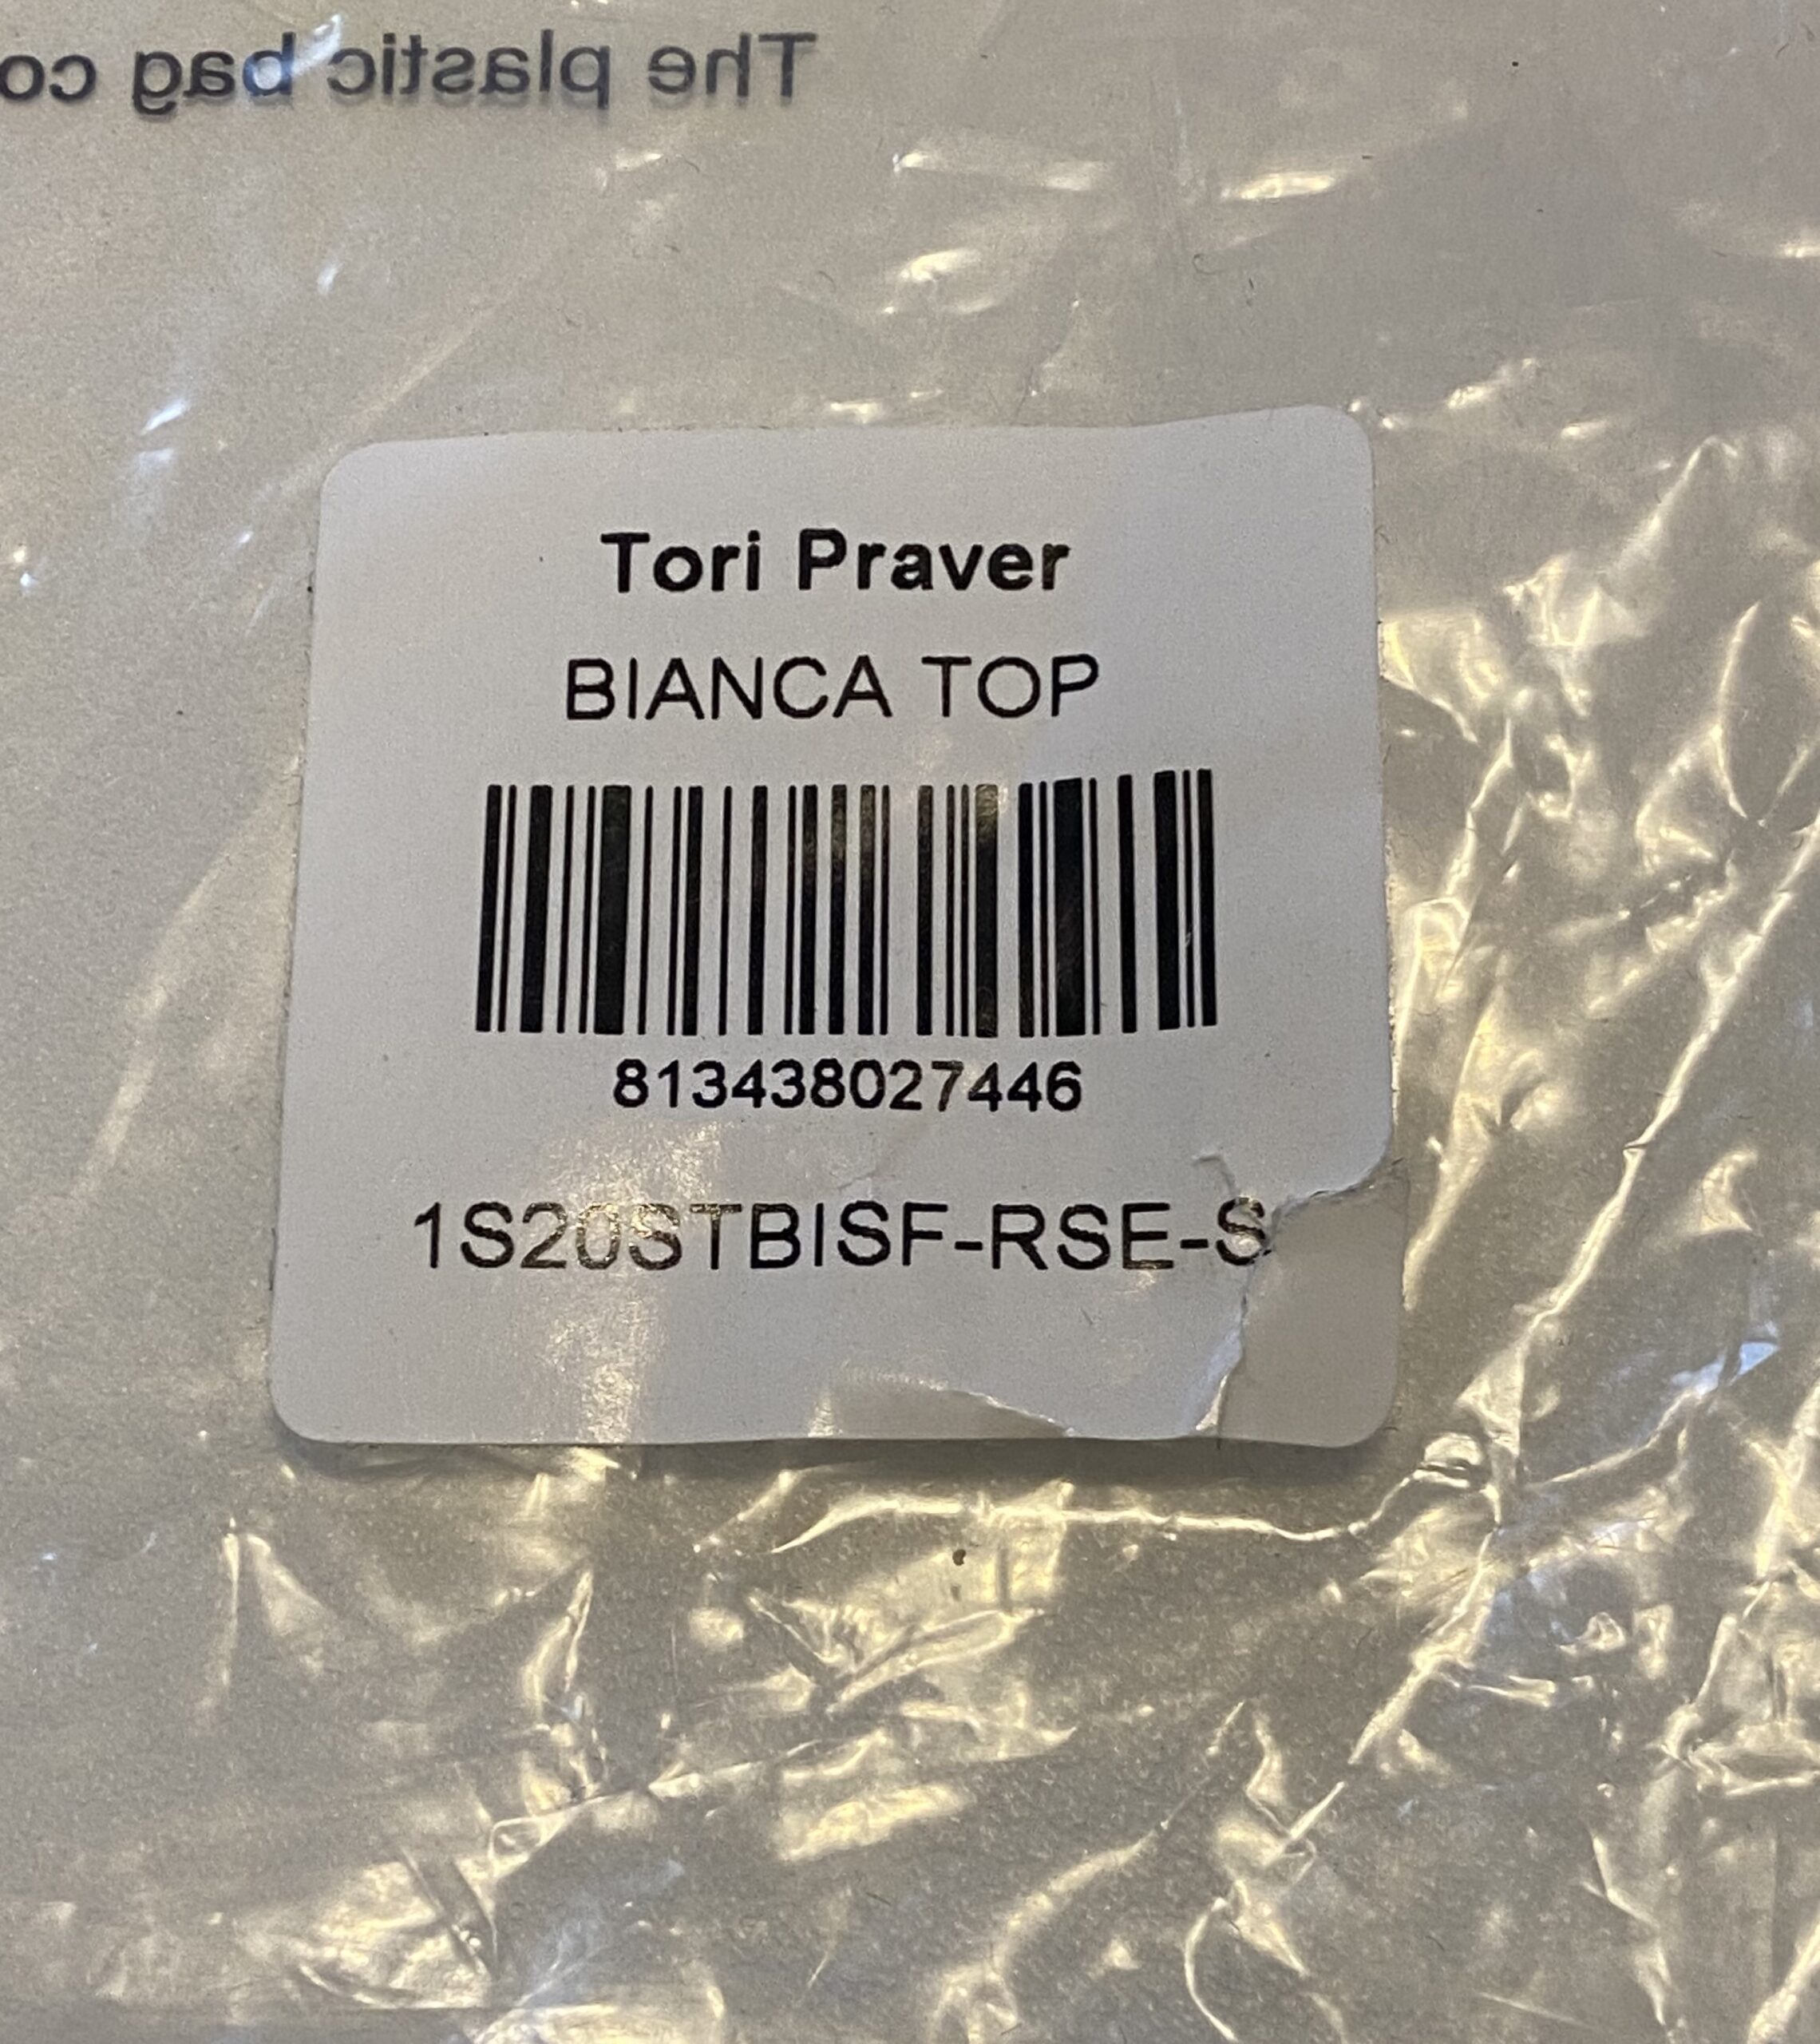 The plastic bag co
Tori Praver
BIANCA TOP
813438027446
1S20STBISF-RSE-S